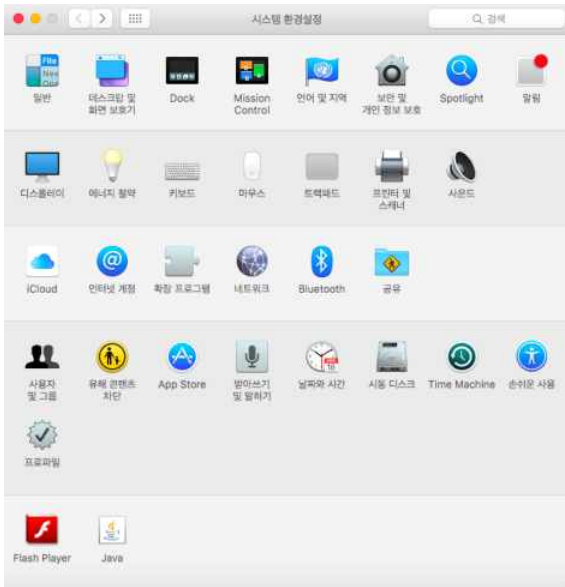 시스템 환경설정
검색
File
New
일반
데스크탑 및
화면 보호기
Dock
Mission
Control
언어 및 지역
보안 및
개인 정보 보호
Spotlight
알림
디스플레이
에너지 절약
키보드
마우스
트랙패드
프린터 및
스캐너
사운드
iCloud
인터넷 계정
확장 프로그램
네트워크
Bluetooth
공유
사용자
및 그룹
유해 콘텐츠
차단
App Store
받아쓰기
및 말하기
날짜와 시간
시동 디스크
Time Machine
손쉬운 사용
프로파일
Flash Player
Java